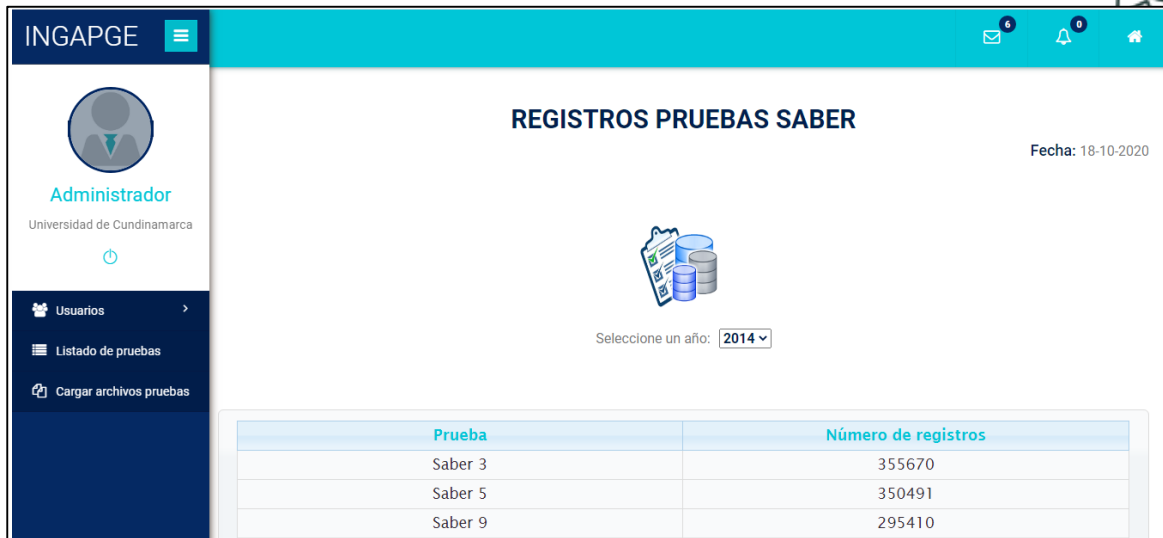 INGAPGE
6
0
REGISTROS PRUEBAS SABER
Fecha: 18-10-2020
Administrador
Universidad de Cundinamarca
Usuarios
Listado de pruebas
Cargar archivos pruebas
Seleccione un año: 2014
Prueba Número de registros
Saber 3 355670
Saber 5 350491
Saber 9 295410